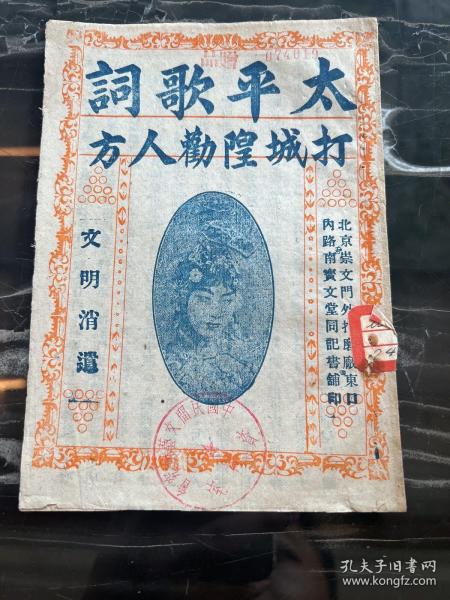 074019
太平歌詞
打城隍勸人方
北京崇文門外打磨廠東口
內路南寶文堂同記書舖印
文明消遣
孔夫子旧书网
www.kongfz.com